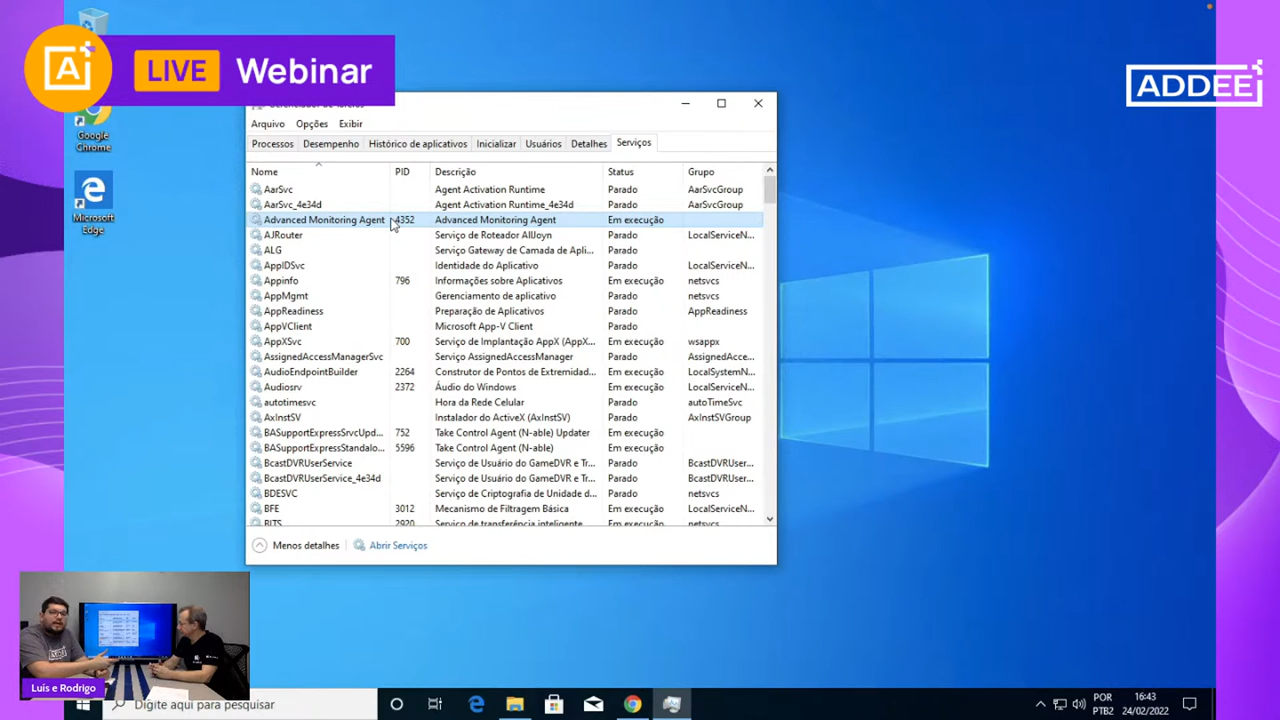 LIVE Webinar
ADDEE
Google Chrome
Microsoft Edge
Arquivo Opções Exibir
Processos Desempenho Histórico de aplicativos Inicializar Usuários Detalhes Serviços
Nome PID Descrição Status Grupo
AarSvc Agent Activation Runtime Parado AarSvcGroup
AarSvc_4e34d Agent Activation Runtime_4e34d Parado AarSvcGroup
Advanced Monitoring Agent 4352 Advanced Monitoring Agent Em execução
AJRouter Serviço de Roteador AllJoyn Parado LocalServiceN...
ALG Serviço Gateway de Camada de Apli... Parado
AppIDSvc Identidade do Aplicativo Parado LocalServiceN...
Appinfo 796 Informações sobre Aplicativos Em execução netsvcs
AppMgmt Gerenciamento de aplicativo Parado netsvcs
AppReadiness Preparação de Aplicativos Parado AppReadiness
AppVClient Microsoft App-V Client Parado
AppXSvc 700 Serviço de Implantação AppX (AppX... Em execução wsappx
AssignedAccessManagerSvc Serviço AssignedAccessManager Parado AssignedAcce...
AudioEndpointBuilder 2264 Construtor de Pontos de Extremidad... Em execução LocalSystemN...
Audiosrv 2372 Áudio do Windows Em execução LocalServiceN...
autotimesvc Hora da Rede Celular Parado autoTimeSvc
AxInstSV Instalador do ActiveX (AxInstSV) Parado AxInstSVGroup
BASupportExpressSrvcUpd... 752 Take Control Agent (N-able) Updater Em execução
BASupportExpressStandalo... 5596 Take Control Agent (N-able) Em execução
BcastDVRUserService Serviço de Usuário do GameDVR e Tr... Parado BcastDVRUser...
BcastDVRUserService_4e34d Serviço de Usuário do GameDVR e Tr... Parado BcastDVRUser...
BDESVC Serviço de Criptografia de Unidade d... Parado netsvcs
BFE 3012 Mecanismo de Filtragem Básica Em execução LocalServiceN...
BITS 2920 Serviço de transferência inteligente Em execução netsvcs
Menos detalhes Abrir Serviços
Luís e Rodrigo
Digite aqui para pesquisar
POR 16:43
PTB2 24/02/2022